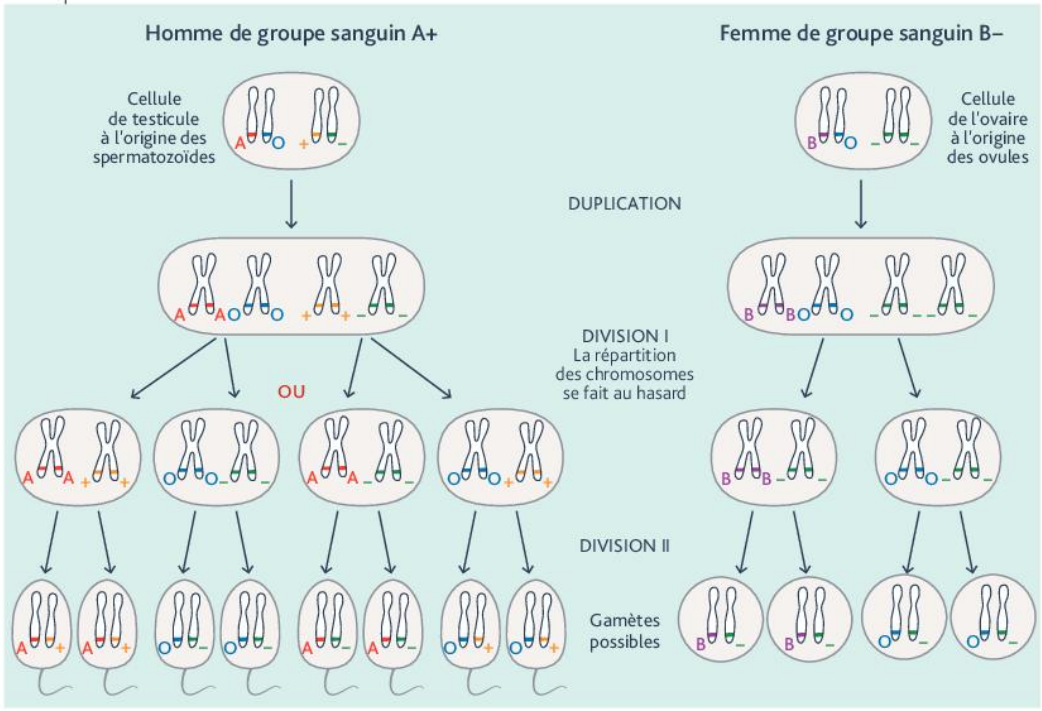 Homme de groupe sanguin A+
Femme de groupe sanguin B–
Cellule
de testicule
à l'origine des
spermatozoïdes
A O + –
B O – –
Cellule
de l'ovaire
à l'origine
des ovules
DUPLICATION
A A O O + + – –
B B O O – – – –
DIVISION I
La répartition
des chromosomes
se fait au hasard
OU
A A + +
O O – –
A A – –
O O + +
B B – –
O O – –
DIVISION II
Gamètes
possibles
A +
A +
O –
O –
A –
A –
O +
O +
B –
B –
O –
O –